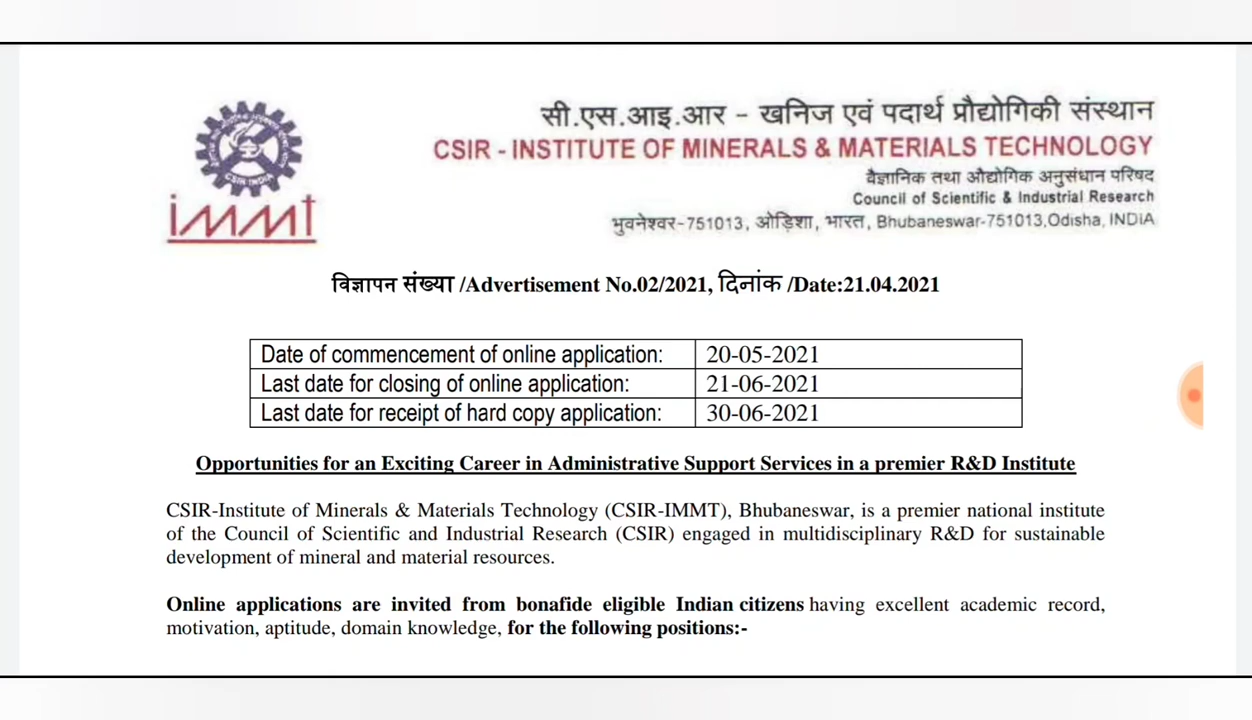 सी.एस.आइ.आर - खनिज एवं पदार्थ प्रौद्योगिकी संस्थान
CSIR - INSTITUTE OF MINERALS & MATERIALS TECHNOLOGY
वैज्ञानिक तथा औद्योगिक अनुसंधान परिषद
Council of Scientific & Industrial Research
भुवनेश्वर-751013, ओड़िशा, भारत, Bhubaneswar-751013,Odisha, INDIA
CSIR-INDIA
immt
विज्ञापन संख्या /Advertisement No.02/2021, दिनांक /Date:21.04.2021
Date of commencement of online application: 20-05-2021
Last date for closing of online application: 21-06-2021
Last date for receipt of hard copy application: 30-06-2021
Opportunities for an Exciting Career in Administrative Support Services in a premier R&D Institute
CSIR-Institute of Minerals & Materials Technology (CSIR-IMMT), Bhubaneswar, is a premier national institute
of the Council of Scientific and Industrial Research (CSIR) engaged in multidisciplinary R&D for sustainable
development of mineral and material resources.
Online applications are invited from bonafide eligible Indian citizens having excellent academic record,
motivation, aptitude, domain knowledge, for the following positions:-